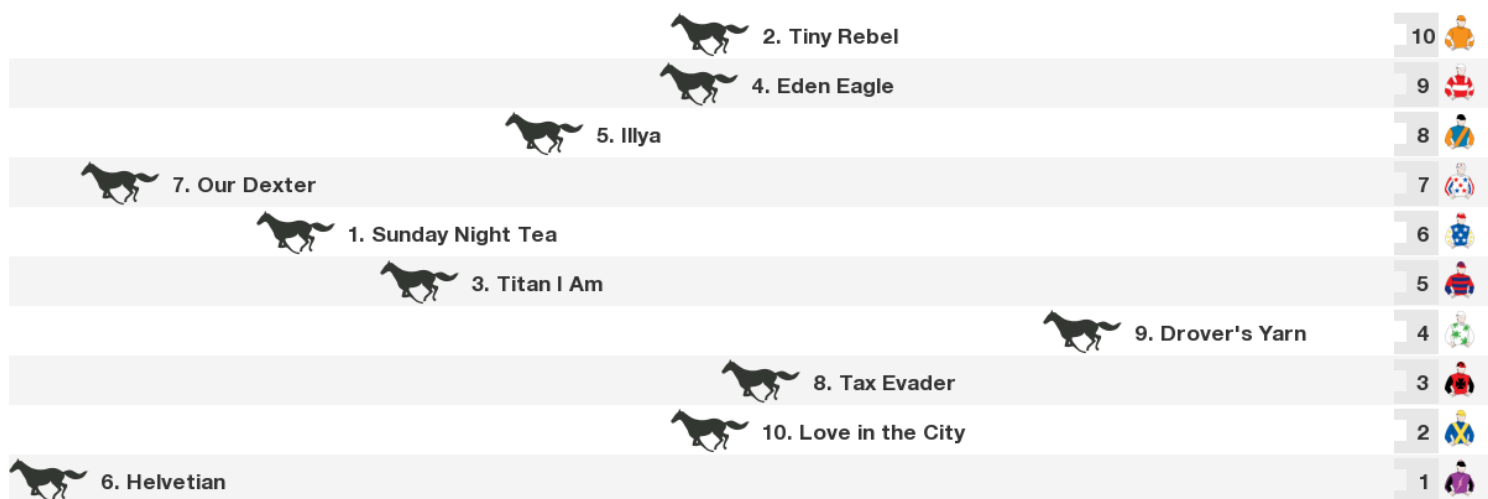 2. Tiny Rebel 10
4. Eden Eagle 9
5. Illya 8
7. Our Dexter 7
1. Sunday Night Tea 6
3. Titan I Am 5
9. Drover's Yarn 4
8. Tax Evader 3
10. Love in the City 2
6. Helvetian 1